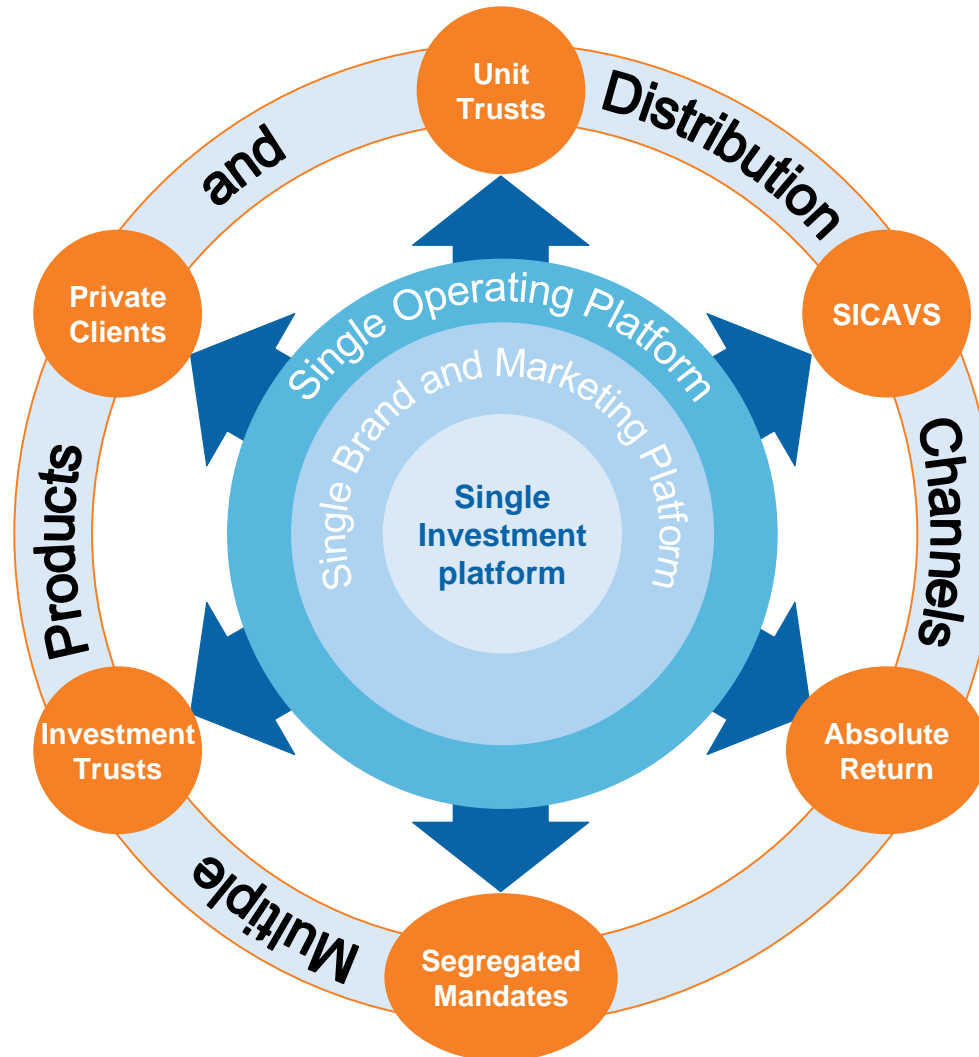 Multiple Products and Distribution Channels
Unit
Trusts
SICAVS
Absolute
Return
Segregated
Mandates
Investment
Trusts
Private
Clients
Single Operating Platform
Single Brand and Marketing Platform
Single
Investment
platform